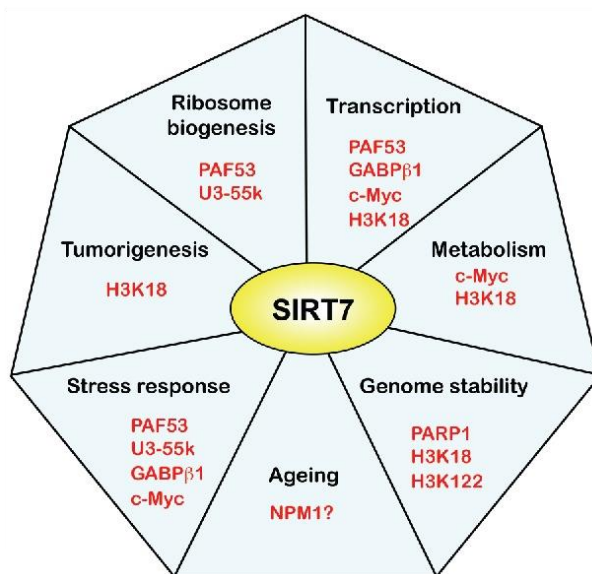 Ribosome
biogenesis
PAF53
U3-55k
Transcription
PAF53
GABPβ1
c-Myc
H3K18
Tumorigenesis
H3K18
SIRT7
Metabolism
c-Myc
H3K18
Stress response
PAF53
U3-55k
GABPβ1
c-Myc
Ageing
NPM1?
Genome stability
PARP1
H3K18
H3K122